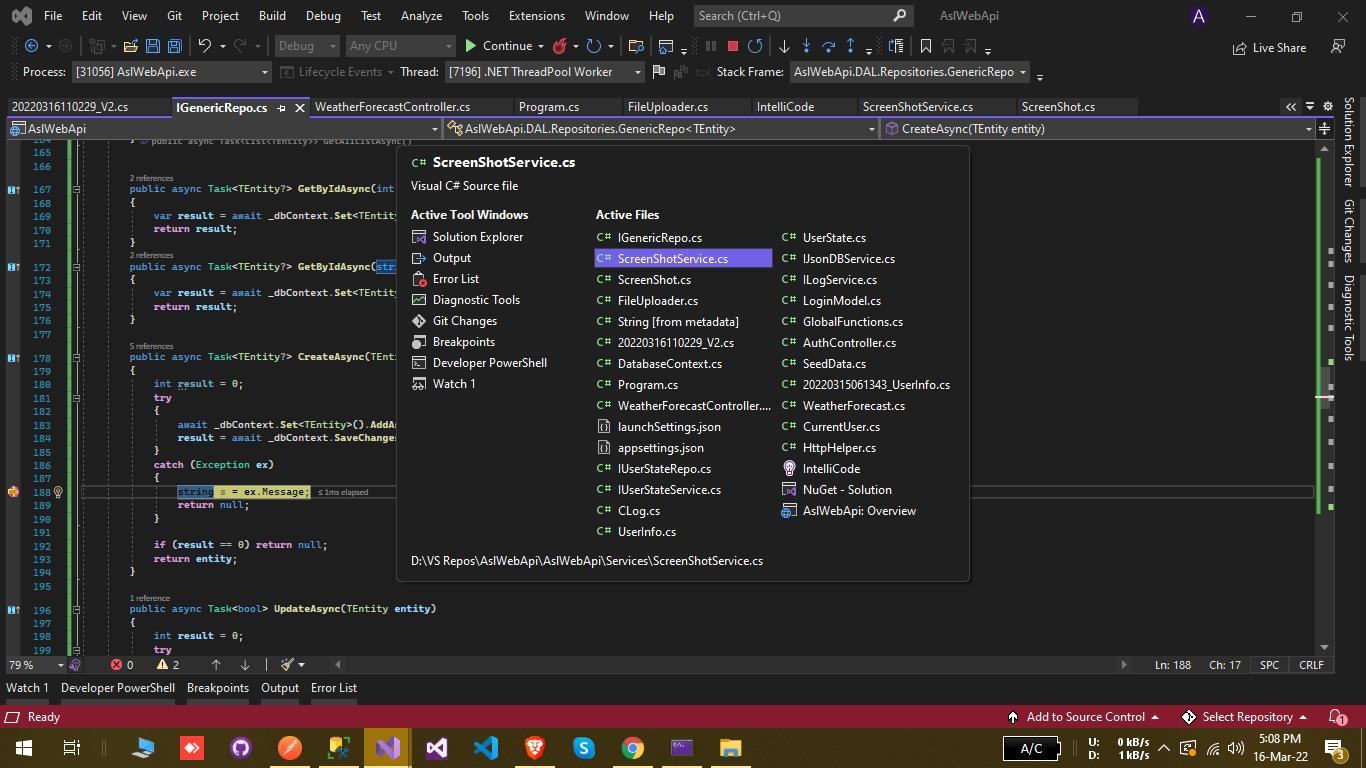 File Edit View Git Project Build Debug Test Analyze Tools Extensions Window Help Search (Ctrl+Q) AslWebApi A
Debug Any CPU Continue Live Share
Process: [31056] AslWebApi.exe Lifecycle Events Thread: [7196] .NET ThreadPool Worker Stack Frame: AslWebApi.DAL.Repositories.GenericRepo
20220316110229_V2.cs IGenericRepo.cs WeatherForecastController.cs Program.cs FileUploader.cs IntelliCode ScreenShotService.cs ScreenShot.cs
AslWebApi AslWebApi.DAL.Repositories.GenericRepo<TEntity> CreateAsync(TEntity entity)
164 } public async Task<List<TEntity>> GetAllListAsync()
165
166
2 references
167 public async Task<TEntity?> GetByIdAsync(int
168 {
169 var result = await _dbContext.Set<TEntity
170 return result;
171 }
2 references
172 public async Task<TEntity?> GetByIdAsync(stri
173 {
174 var result = await _dbContext.Set<TEntity
175 return result;
176 }
177
5 references
178 public async Task<TEntity?> CreateAsync(TEnti
179 {
180 int result = 0;
181 try
182 {
183 await _dbContext.Set<TEntity>().AddAs
184 result = await _dbContext.SaveChanges
185 }
186 catch (Exception ex)
187 {
188 string s = ex.Message; ≤ 1ms elapsed
189 return null;
190 }
191
192 if (result == 0) return null;
193 return entity;
194 }
195
1 reference
196 public async Task<bool> UpdateAsync(TEntity entity)
197 {
198 int result = 0;
199 try
C# ScreenShotService.cs
Visual C# Source file
Active Tool Windows
Solution Explorer
Output
Error List
Diagnostic Tools
Git Changes
Breakpoints
Developer PowerShell
Watch 1
Active Files
C# IGenericRepo.cs
C# ScreenShotService.cs
C# ScreenShot.cs
C# FileUploader.cs
C# String [from metadata]
C# 20220316110229_V2.cs
C# DatabaseContext.cs
C# Program.cs
C# WeatherForecastController....
launchSettings.json
appsettings.json
C# IUserStateRepo.cs
C# IUserStateService.cs
C# CLog.cs
C# UserInfo.cs
C# UserState.cs
C# IJsonDBService.cs
C# ILogService.cs
C# LoginModel.cs
C# GlobalFunctions.cs
C# AuthController.cs
C# SeedData.cs
C# 20220315061343_UserInfo.cs
C# WeatherForecast.cs
C# CurrentUser.cs
C# HttpHelper.cs
IntelliCode
NuGet - Solution
AslWebApi: Overview
D:\VS Repos\AslWebApi\AslWebApi\Services\ScreenShotService.cs
Solution Explorer
Git Changes
Diagnostic Tools
79 % 0 2 Ln: 188 Ch: 17 SPC CRLF
Watch 1 Developer PowerShell Breakpoints Output Error List
Ready Add to Source Control Select Repository 1
A/C U: 0 kB/s 5:08 PM
D: 1 kB/s 16-Mar-22 3